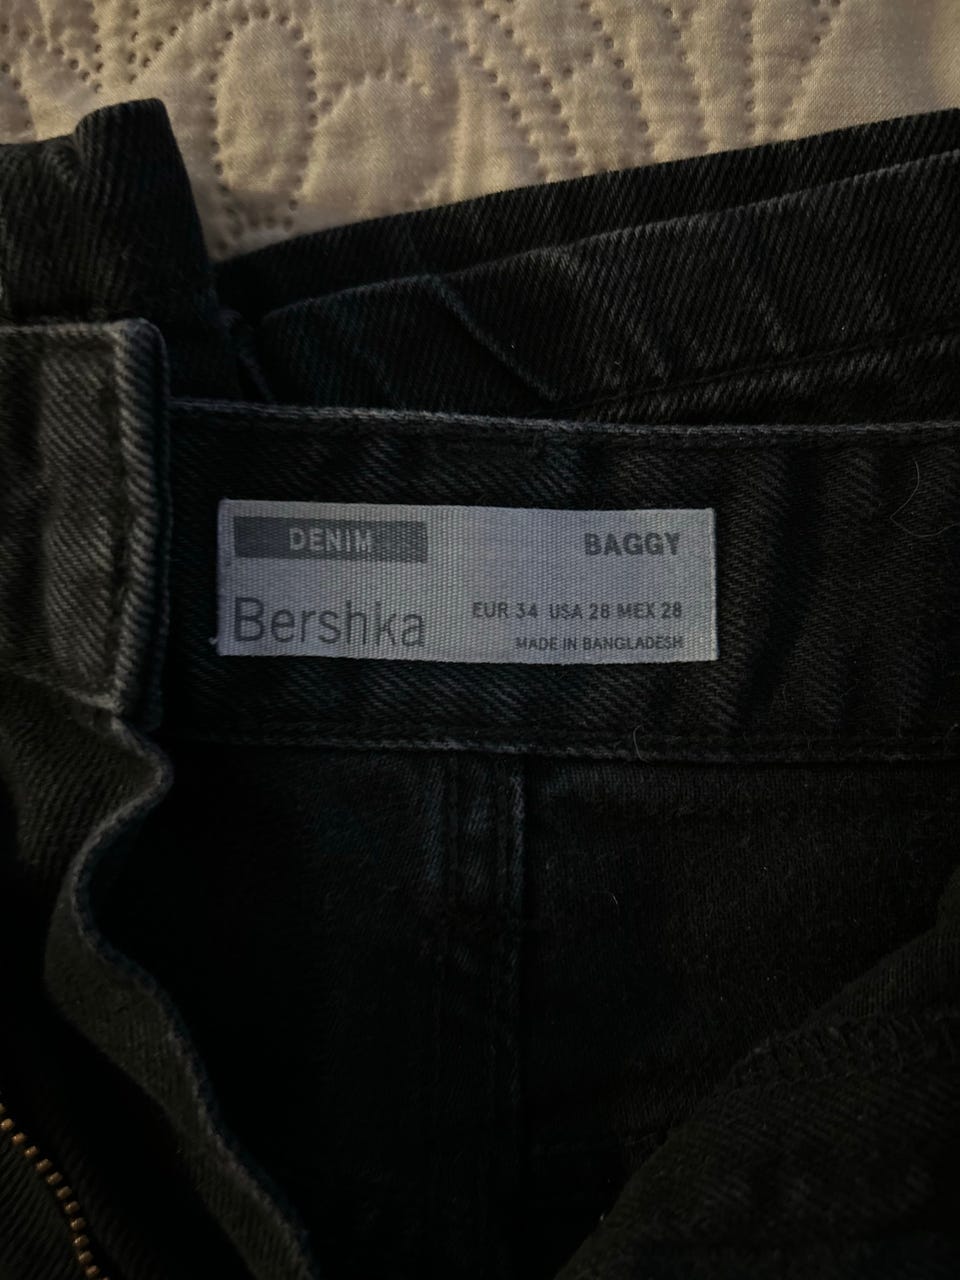 DENIM
BAGGY
Bershka
EUR 34 USA 28 MEX 28
MADE IN BANGLADESH